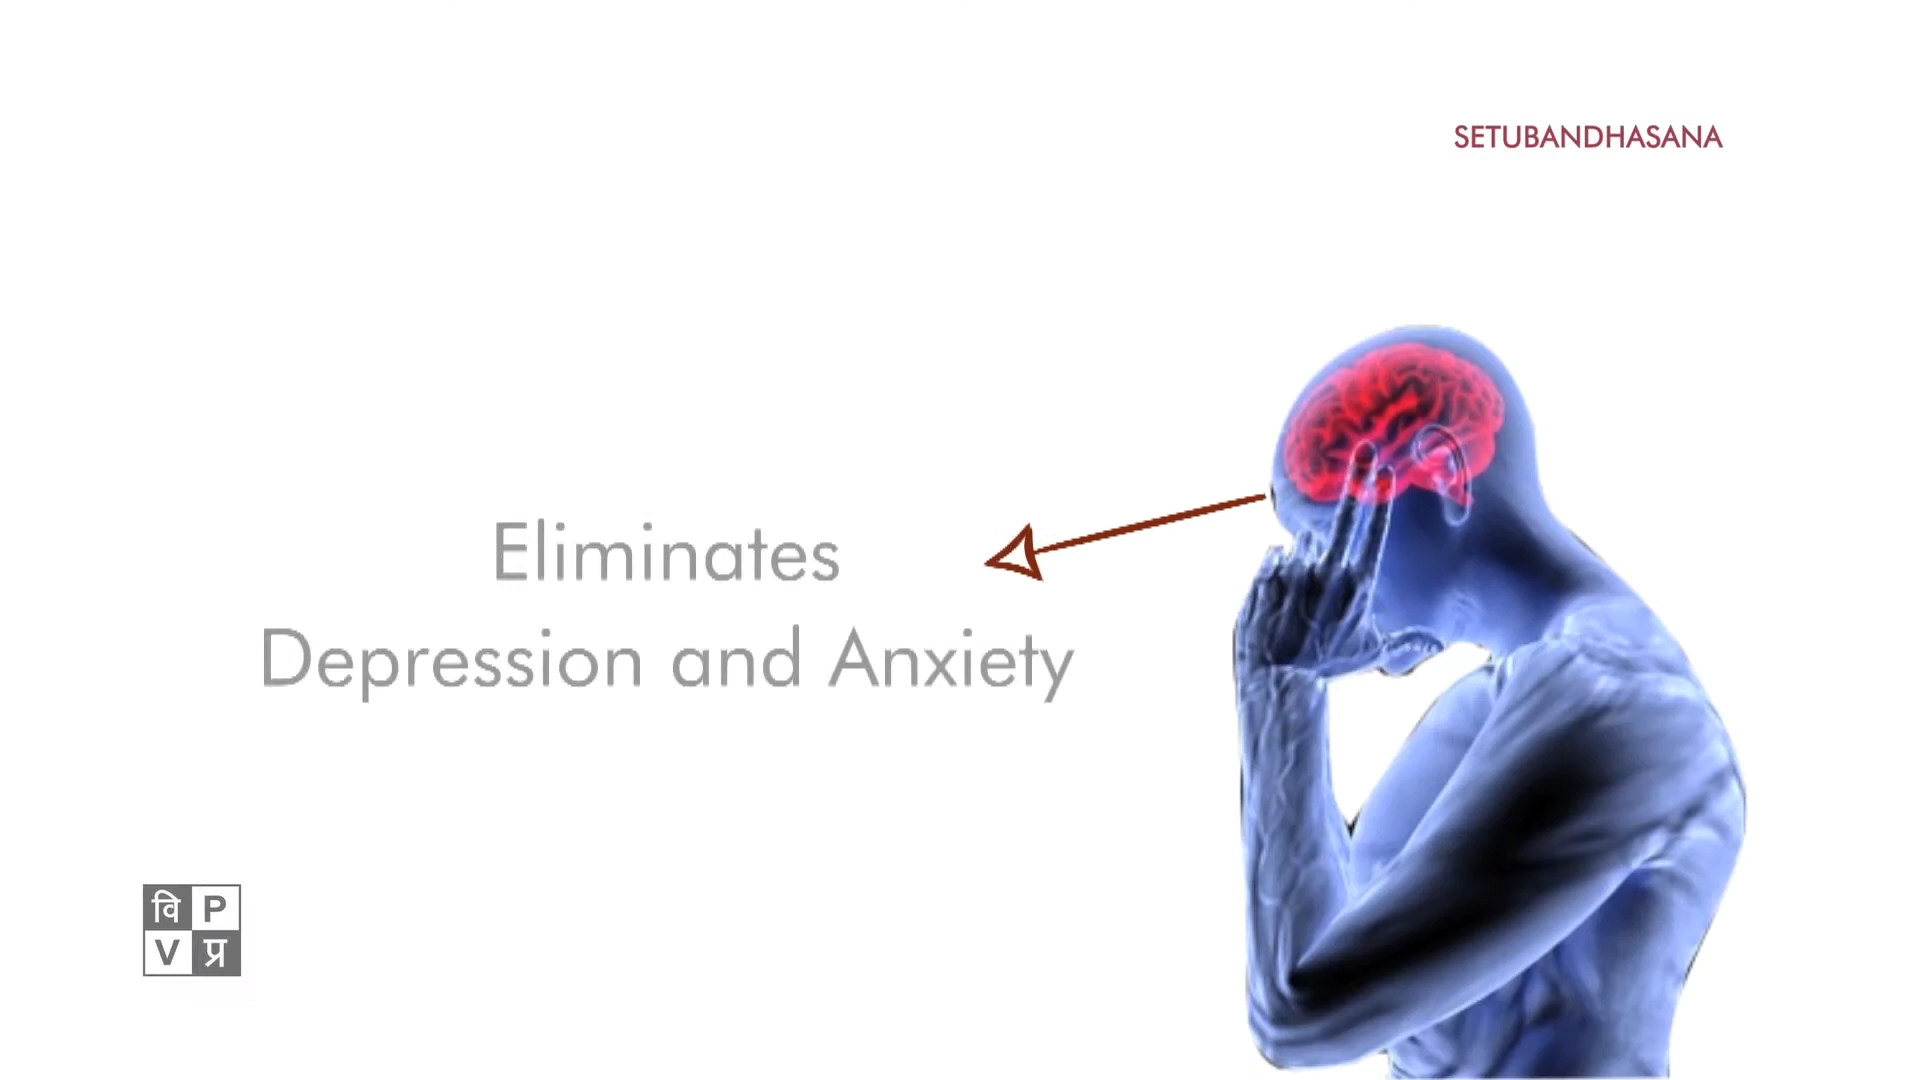 SETUBANDHASANA
Eliminates
Depression and Anxiety
वि P
V प्र